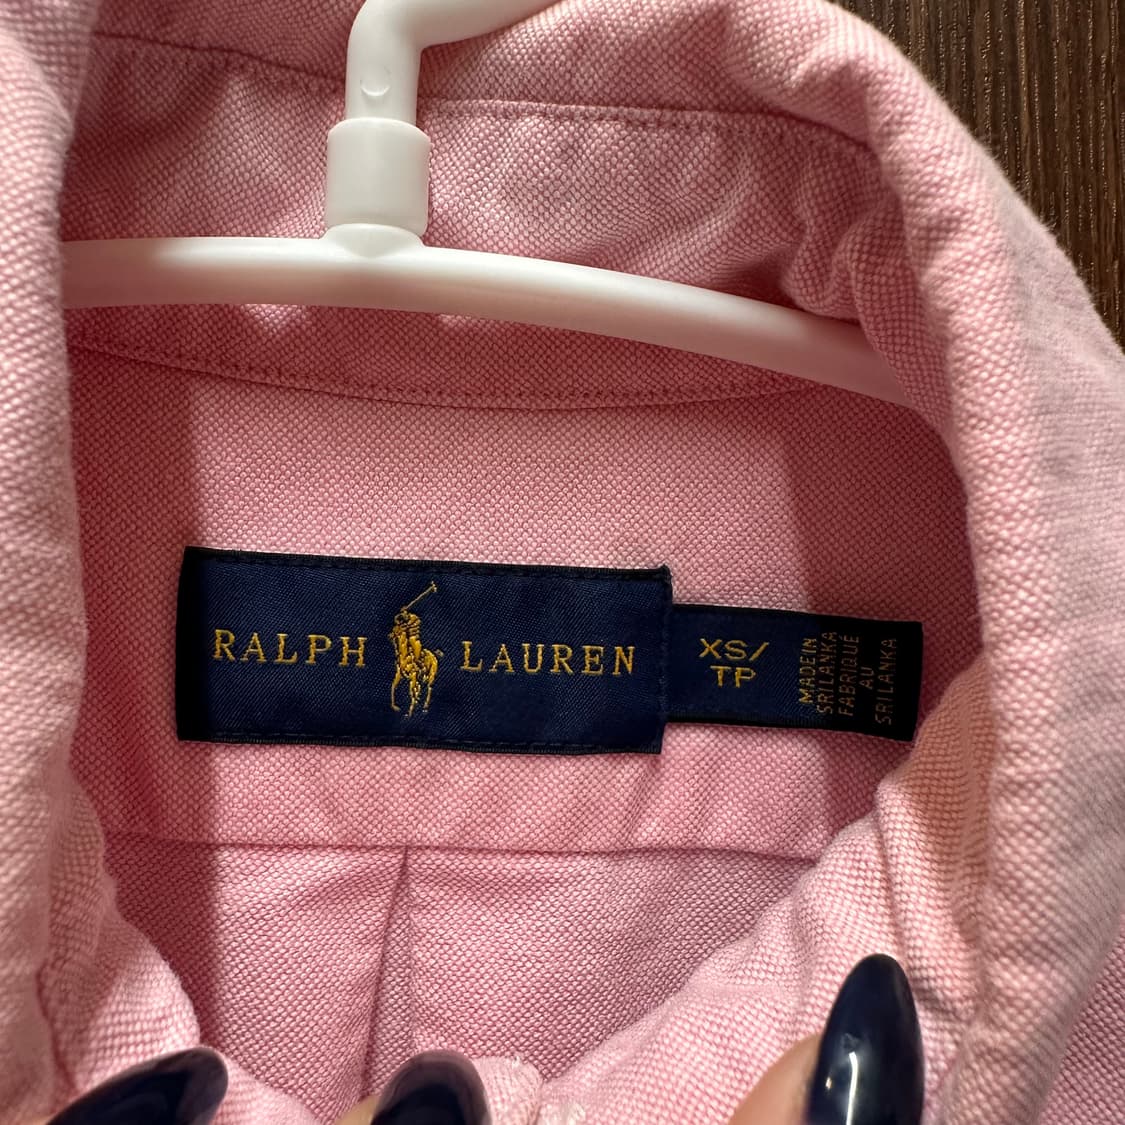 RALPH LAUREN
XS/
TP
MADE IN
SRI LANKA
FABRIQUÉ
AU
SRI LANKA